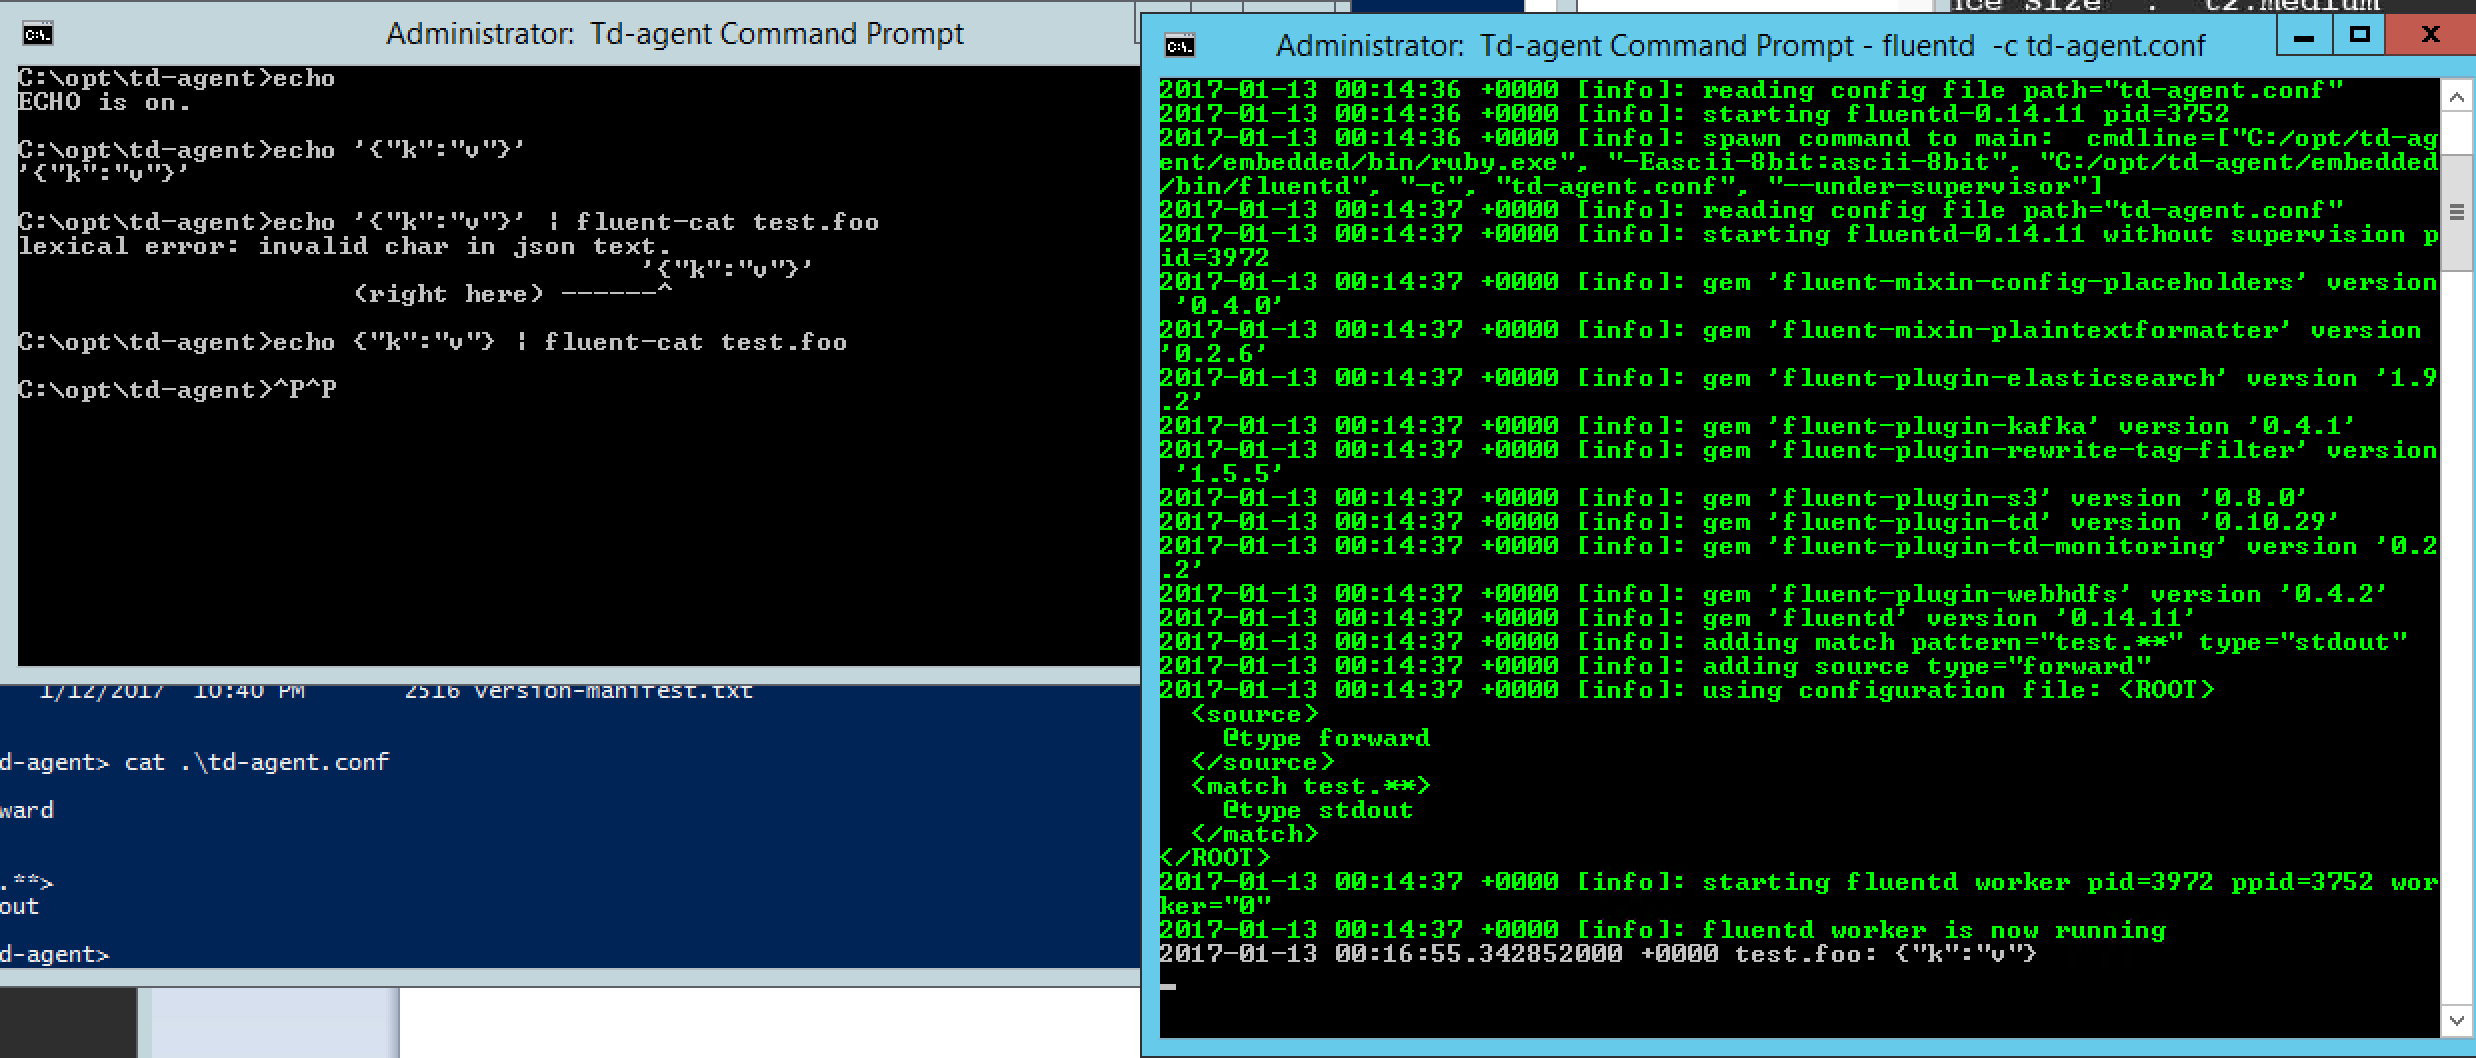 Administrator: Td-agent Command Prompt
C:\opt\td-agent>echo
ECHO is on.
C:\opt\td-agent>echo '{"k":"v"}'
'{"k":"v"}'
C:\opt\td-agent>echo '{"k":"v"}' | fluent-cat test.foo
lexical error: invalid char in json text.
'{"k":"v"}'
(right here) ------^
C:\opt\td-agent>echo {"k":"v"} | fluent-cat test.foo
C:\opt\td-agent>^P^P
1/12/2017 10:40 PM 2516 version-manifest.txt
d-agent> cat .\td-agent.conf
ward
.**>
out
d-agent>
ice Size : t2.medium
Administrator: Td-agent Command Prompt - fluentd -c td-agent.conf
2017-01-13 00:14:36 +0000 [info]: reading config file path="td-agent.conf"
2017-01-13 00:14:36 +0000 [info]: starting fluentd-0.14.11 pid=3752
2017-01-13 00:14:36 +0000 [info]: spawn command to main:  cmdline=["C:/opt/td-ag
ent/embedded/bin/ruby.exe", "-Eascii-8bit:ascii-8bit", "C:/opt/td-agent/embedded
/bin/fluentd", "-c", "td-agent.conf", "--under-supervisor"]
2017-01-13 00:14:37 +0000 [info]: reading config file path="td-agent.conf"
2017-01-13 00:14:37 +0000 [info]: starting fluentd-0.14.11 without supervision p
id=3972
2017-01-13 00:14:37 +0000 [info]: gem 'fluent-mixin-config-placeholders' version
'0.4.0'
2017-01-13 00:14:37 +0000 [info]: gem 'fluent-mixin-plaintextformatter' version
'0.2.6'
2017-01-13 00:14:37 +0000 [info]: gem 'fluent-plugin-elasticsearch' version '1.9
.2'
2017-01-13 00:14:37 +0000 [info]: gem 'fluent-plugin-kafka' version '0.4.1'
2017-01-13 00:14:37 +0000 [info]: gem 'fluent-plugin-rewrite-tag-filter' version
'1.5.5'
2017-01-13 00:14:37 +0000 [info]: gem 'fluent-plugin-s3' version '0.8.0'
2017-01-13 00:14:37 +0000 [info]: gem 'fluent-plugin-td' version '0.10.29'
2017-01-13 00:14:37 +0000 [info]: gem 'fluent-plugin-td-monitoring' version '0.2
.2'
2017-01-13 00:14:37 +0000 [info]: gem 'fluent-plugin-webhdfs' version '0.4.2'
2017-01-13 00:14:37 +0000 [info]: gem 'fluentd' version '0.14.11'
2017-01-13 00:14:37 +0000 [info]: adding match pattern="test.**" type="stdout"
2017-01-13 00:14:37 +0000 [info]: adding source type="forward"
2017-01-13 00:14:37 +0000 [info]: using configuration file: <ROOT>
<source>
@type forward
</source>
<match test.**>
@type stdout
</match>
</ROOT>
2017-01-13 00:14:37 +0000 [info]: starting fluentd worker pid=3972 ppid=3752 wor
ker="0"
2017-01-13 00:14:37 +0000 [info]: fluentd worker is now running
2017-01-13 00:16:55.342852000 +0000 test.foo: {"k":"v"}